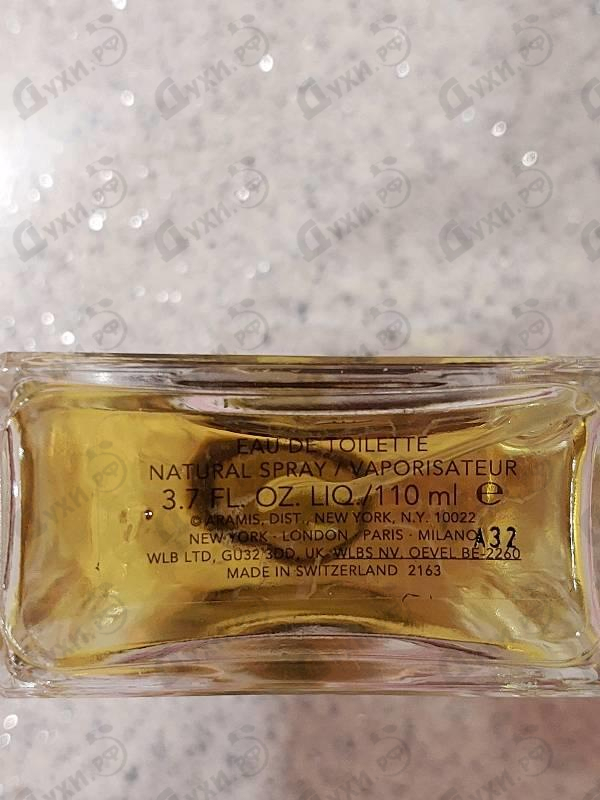 EAU DE TOILETTE
NATURAL SPRAY / VAPORISATEUR
3.7 FL. OZ. LIQ./110 ml ℮
© ARAMIS, DIST., NEW YORK, N.Y. 10022
NEW YORK · LONDON · PARIS · MILANO
A32
WLB LTD, GU32 3DD, UK·WLBS NV. OEVEL BE-2260
MADE IN SWITZERLAND 2163
Духи.рф